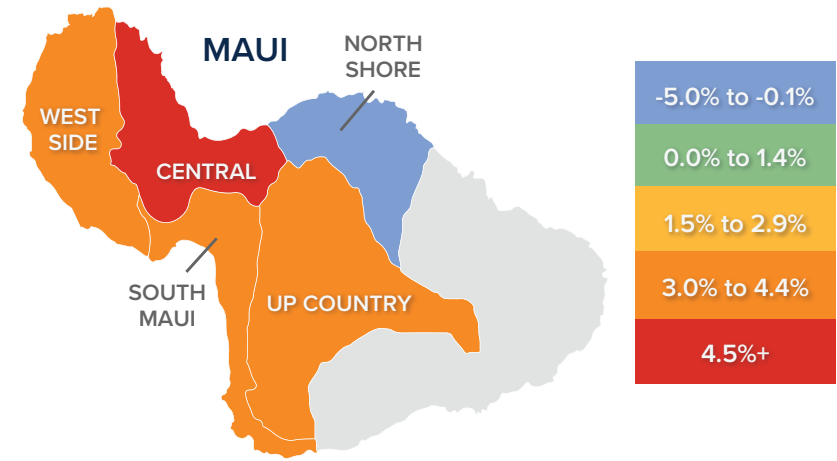 MAUI
NORTH
SHORE
WEST
SIDE
CENTRAL
SOUTH
MAUI
UP COUNTRY
-5.0% to -0.1%
0.0% to 1.4%
1.5% to 2.9%
3.0% to 4.4%
4.5%+